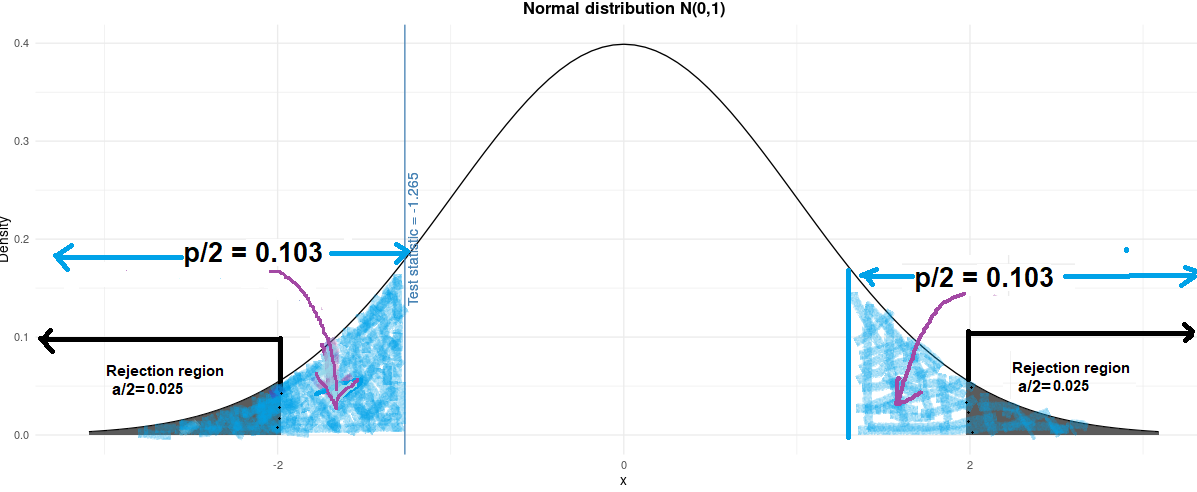 Normal distribution N(0,1)
0.4
0.3
0.2
0.1
0.0
Density
Test statistic = -1.265
p/2 = 0.103
p/2 = 0.103
Rejection region
a/2=0.025
Rejection region
a/2=0.025
-2
0
2
x